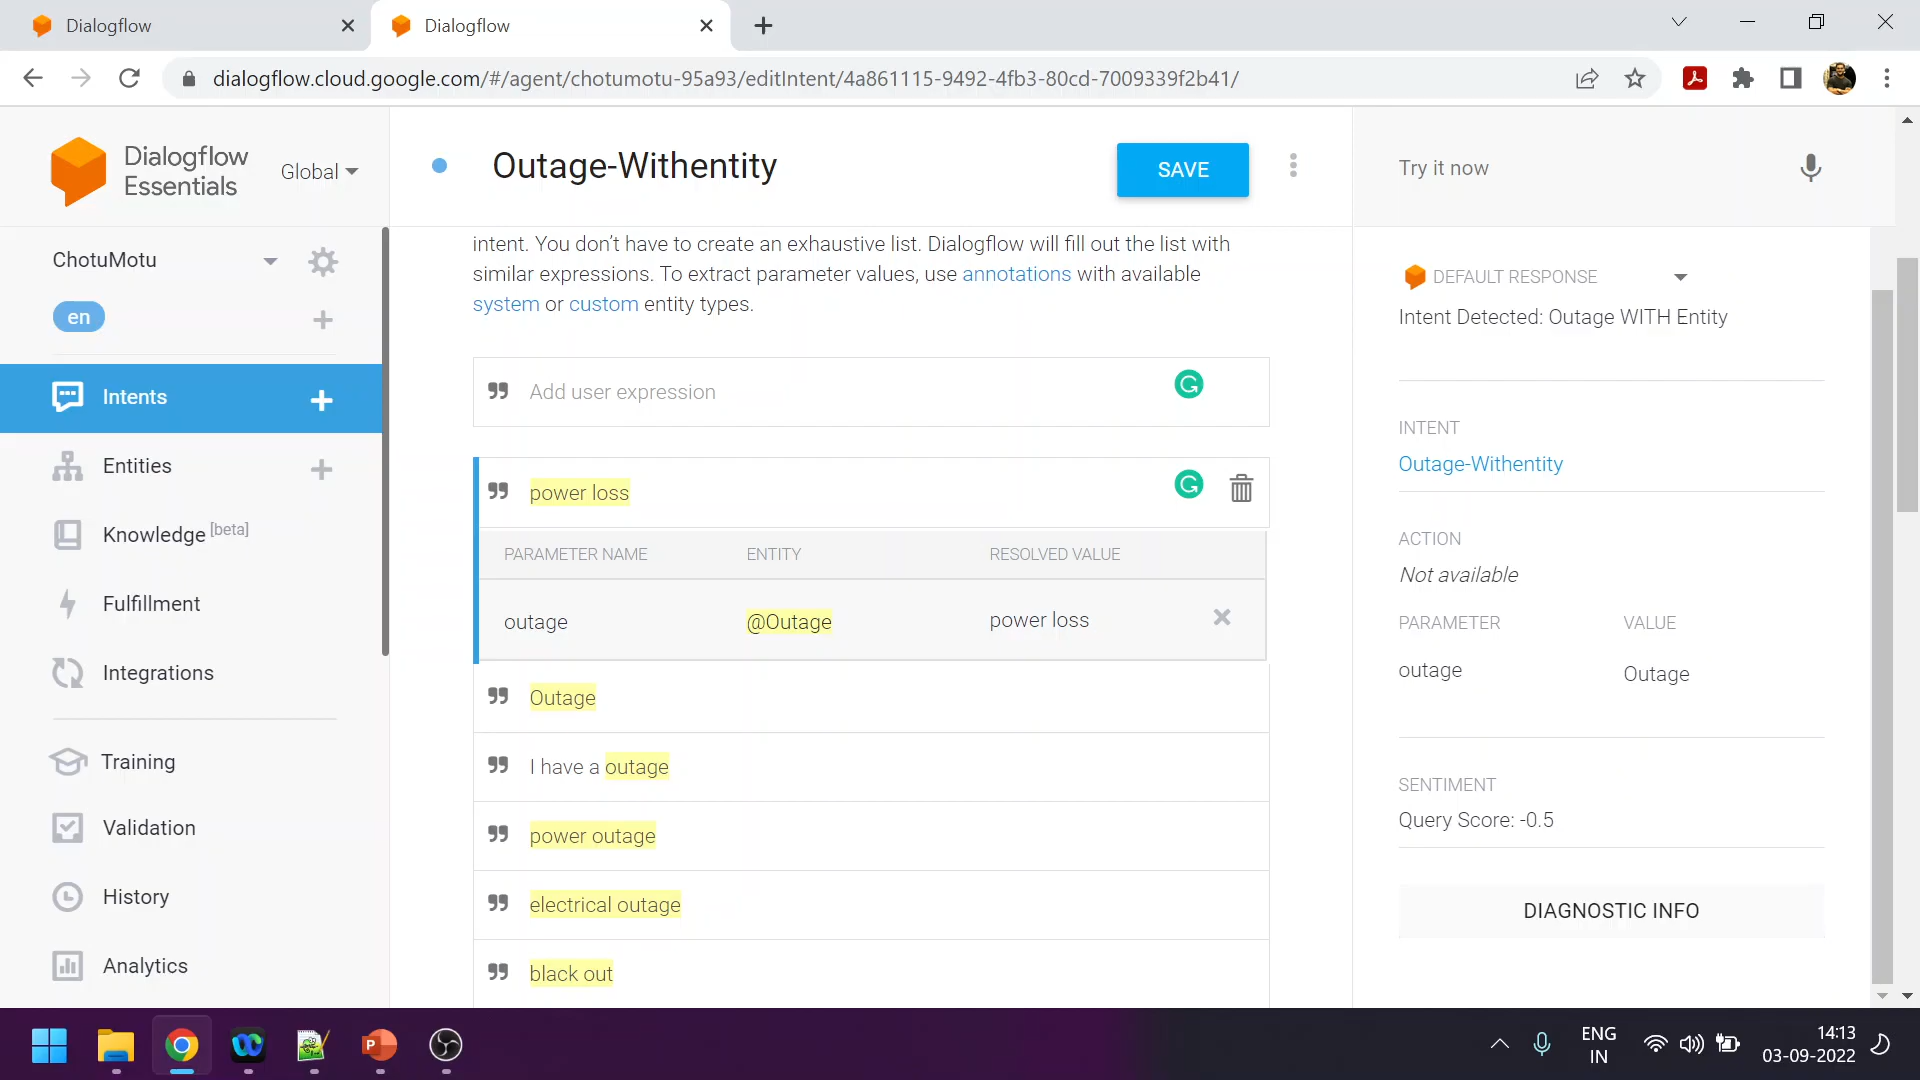 Dialogflow
Dialogflow
dialogflow.cloud.google.com/#/agent/chotumotu-95a93/editIntent/4a861115-9492-4fb3-80cd-7009339f2b41/
Dialogflow
Essentials
Global
Outage-Withentity
SAVE
Try it now
ChotuMotu
en
Intents
Entities
Knowledge [beta]
Fulfillment
Integrations
Training
Validation
History
Analytics
intent. You don’t have to create an exhaustive list. Dialogflow will fill out the list with
similar expressions. To extract parameter values, use annotations with available
system or custom entity types.
Add user expression
power loss
PARAMETER NAME ENTITY RESOLVED VALUE
outage @Outage power loss
Outage
I have a outage
power outage
electrical outage
black out
DEFAULT RESPONSE
Intent Detected: Outage WITH Entity
INTENT
Outage-Withentity
ACTION
Not available
PARAMETER VALUE
outage Outage
SENTIMENT
Query Score: -0.5
DIAGNOSTIC INFO
ENG
IN
14:13
03-09-2022